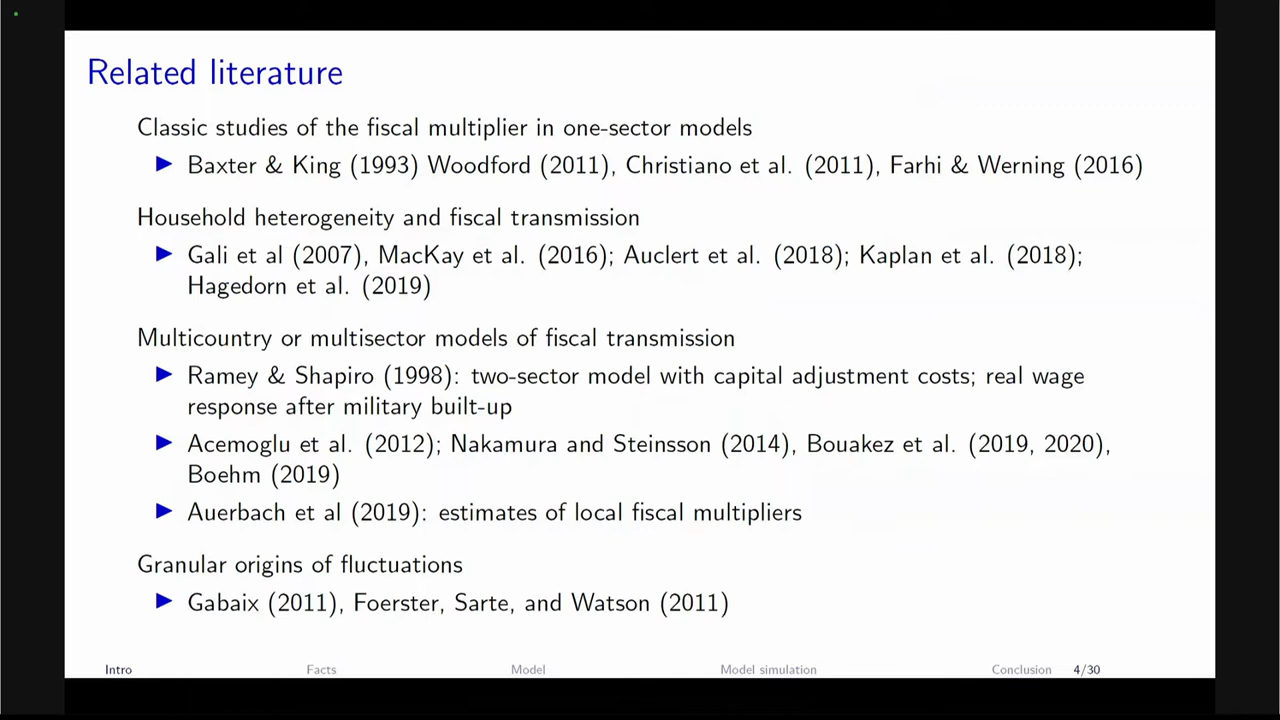 Related literature
Classic studies of the fiscal multiplier in one-sector models
▶ Baxter & King (1993) Woodford (2011), Christiano et al. (2011), Farhi & Werning (2016)
Household heterogeneity and fiscal transmission
▶ Gali et al (2007), MacKay et al. (2016); Auclert et al. (2018); Kaplan et al. (2018);
Hagedorn et al. (2019)
Multicountry or multisector models of fiscal transmission
▶ Ramey & Shapiro (1998): two-sector model with capital adjustment costs; real wage
response after military built-up
▶ Acemoglu et al. (2012); Nakamura and Steinsson (2014), Bouakez et al. (2019, 2020),
Boehm (2019)
▶ Auerbach et al (2019): estimates of local fiscal multipliers
Granular origins of fluctuations
▶ Gabaix (2011), Foerster, Sarte, and Watson (2011)
Intro Facts Model Model simulation Conclusion 4/30